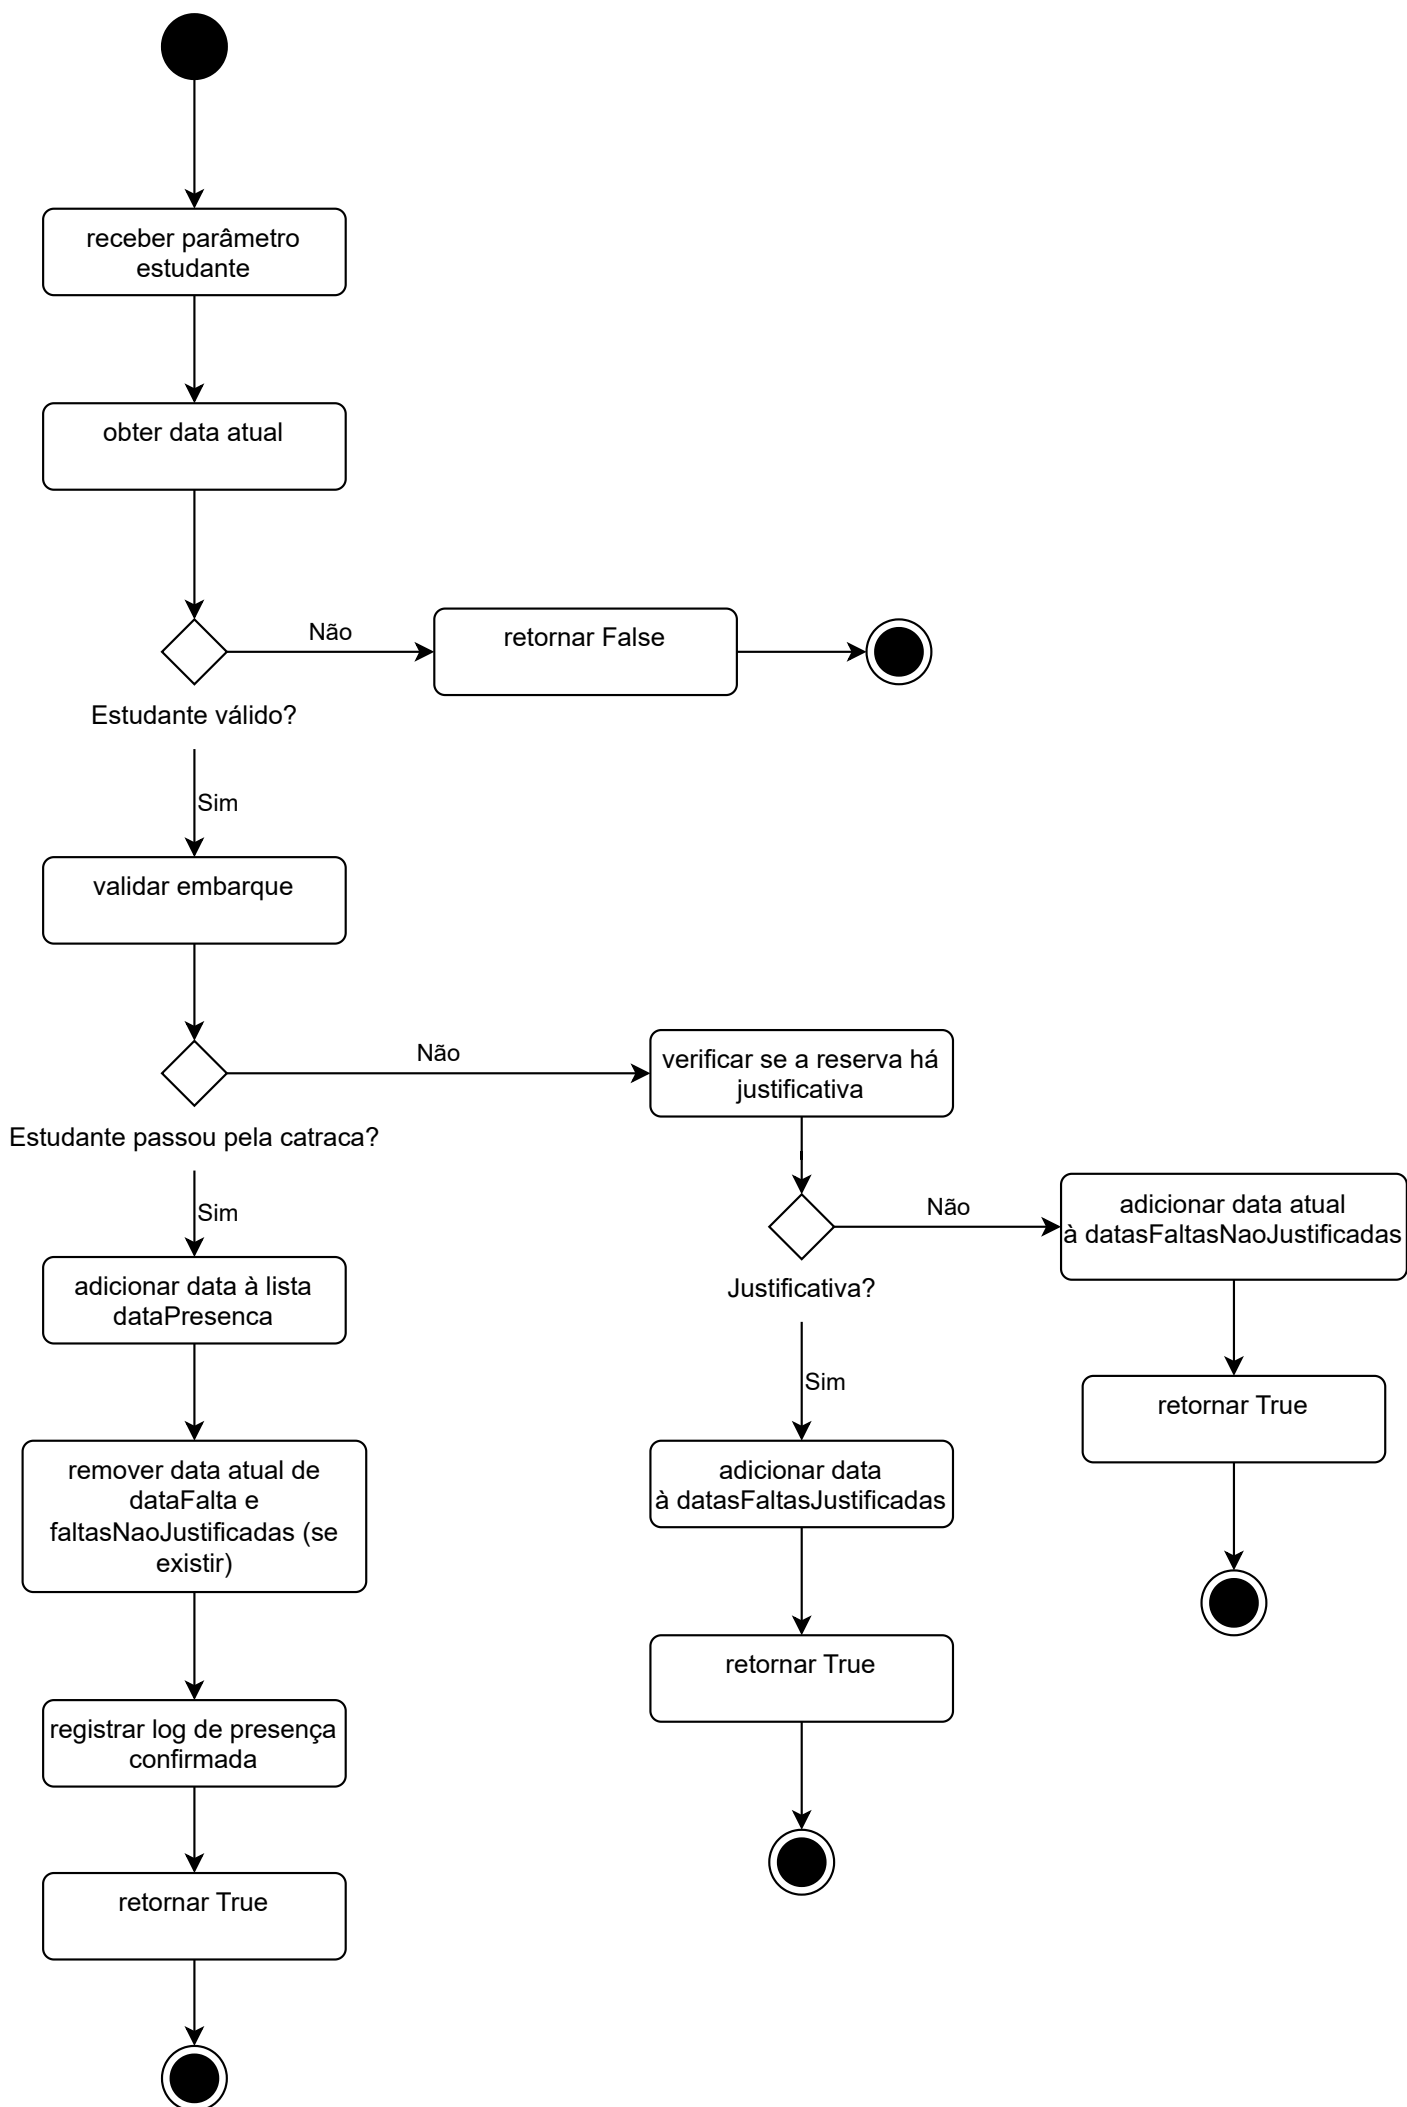 receber parâmetro
estudante
obter data atual
Não
retornar False
Estudante válido?
Sim
validar embarque
Não
verificar se a reserva há
justificativa
Estudante passou pela catraca?
Não
adicionar data atual
à datasFaltasNaoJustificadas
Sim
Justificativa?
adicionar data à lista
dataPresenca
Sim
retornar True
remover data atual de
dataFalta e
faltasNaoJustificadas (se
existir)
adicionar data
à datasFaltasJustificadas
retornar True
registrar log de presença
confirmada
retornar True